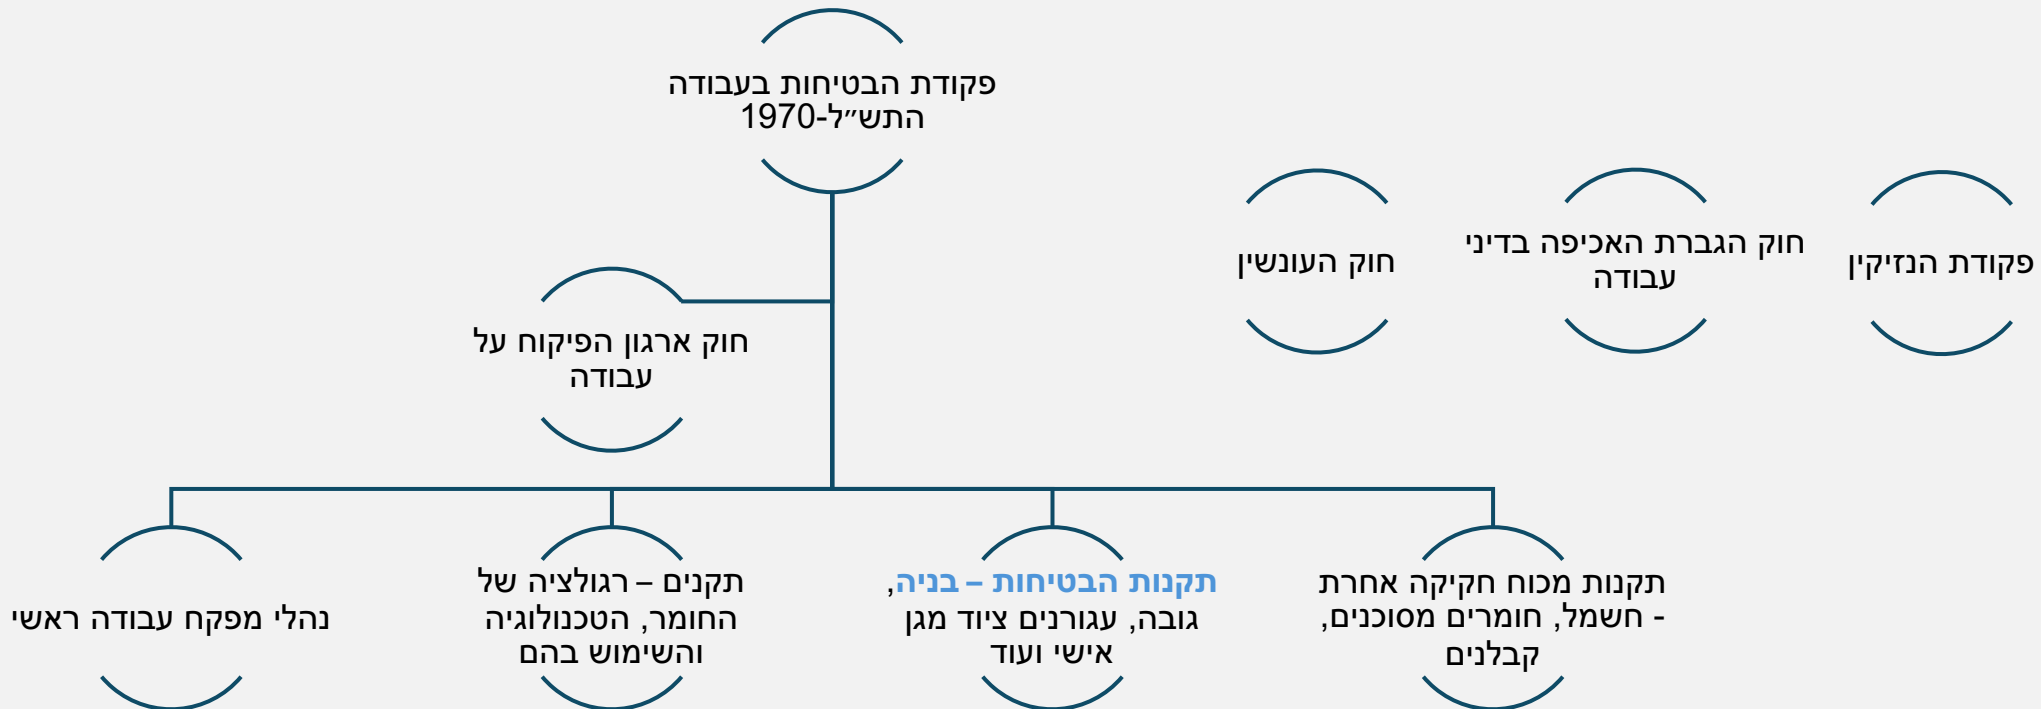 פקודת הבטיחות בעבודה
התש״ל-1970
פקודת הנזיקין
חוק הגברת האכיפה בדיני
עבודה
חוק העונשין
חוק ארגון הפיקוח על
עבודה
תקנות מכוח חקיקה אחרת
- חשמל, חומרים מסוכנים,
קבלנים
תקנות הבטיחות – בניה,
גובה, עגורנים ציוד מגן
אישי ועוד
תקנים – רגולציה של
החומר, הטכנולוגיה
והשימוש בהם
נהלי מפקח עבודה ראשי